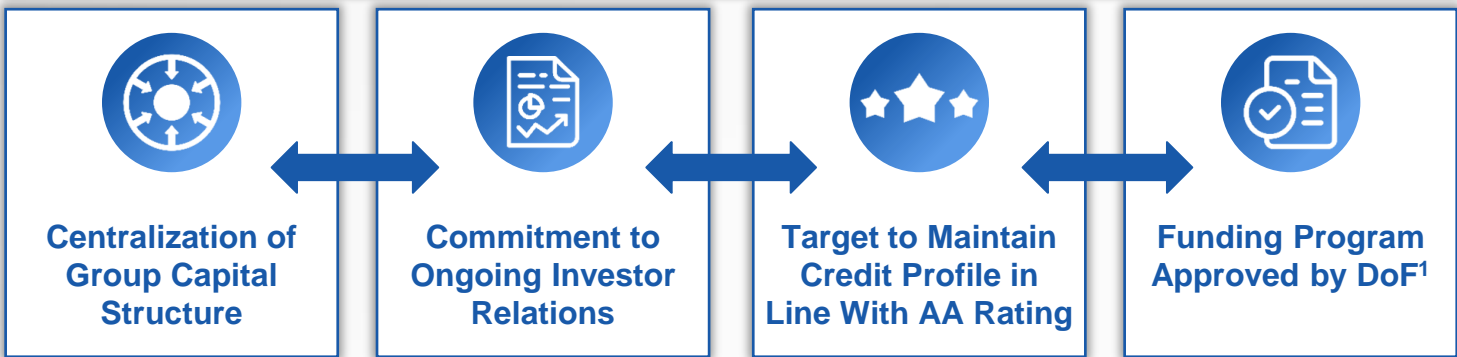 Centralization of
Group Capital
Structure
Commitment to
Ongoing Investor
Relations
Target to Maintain
Credit Profile in
Line With AA Rating
Funding Program
Approved by DoF¹